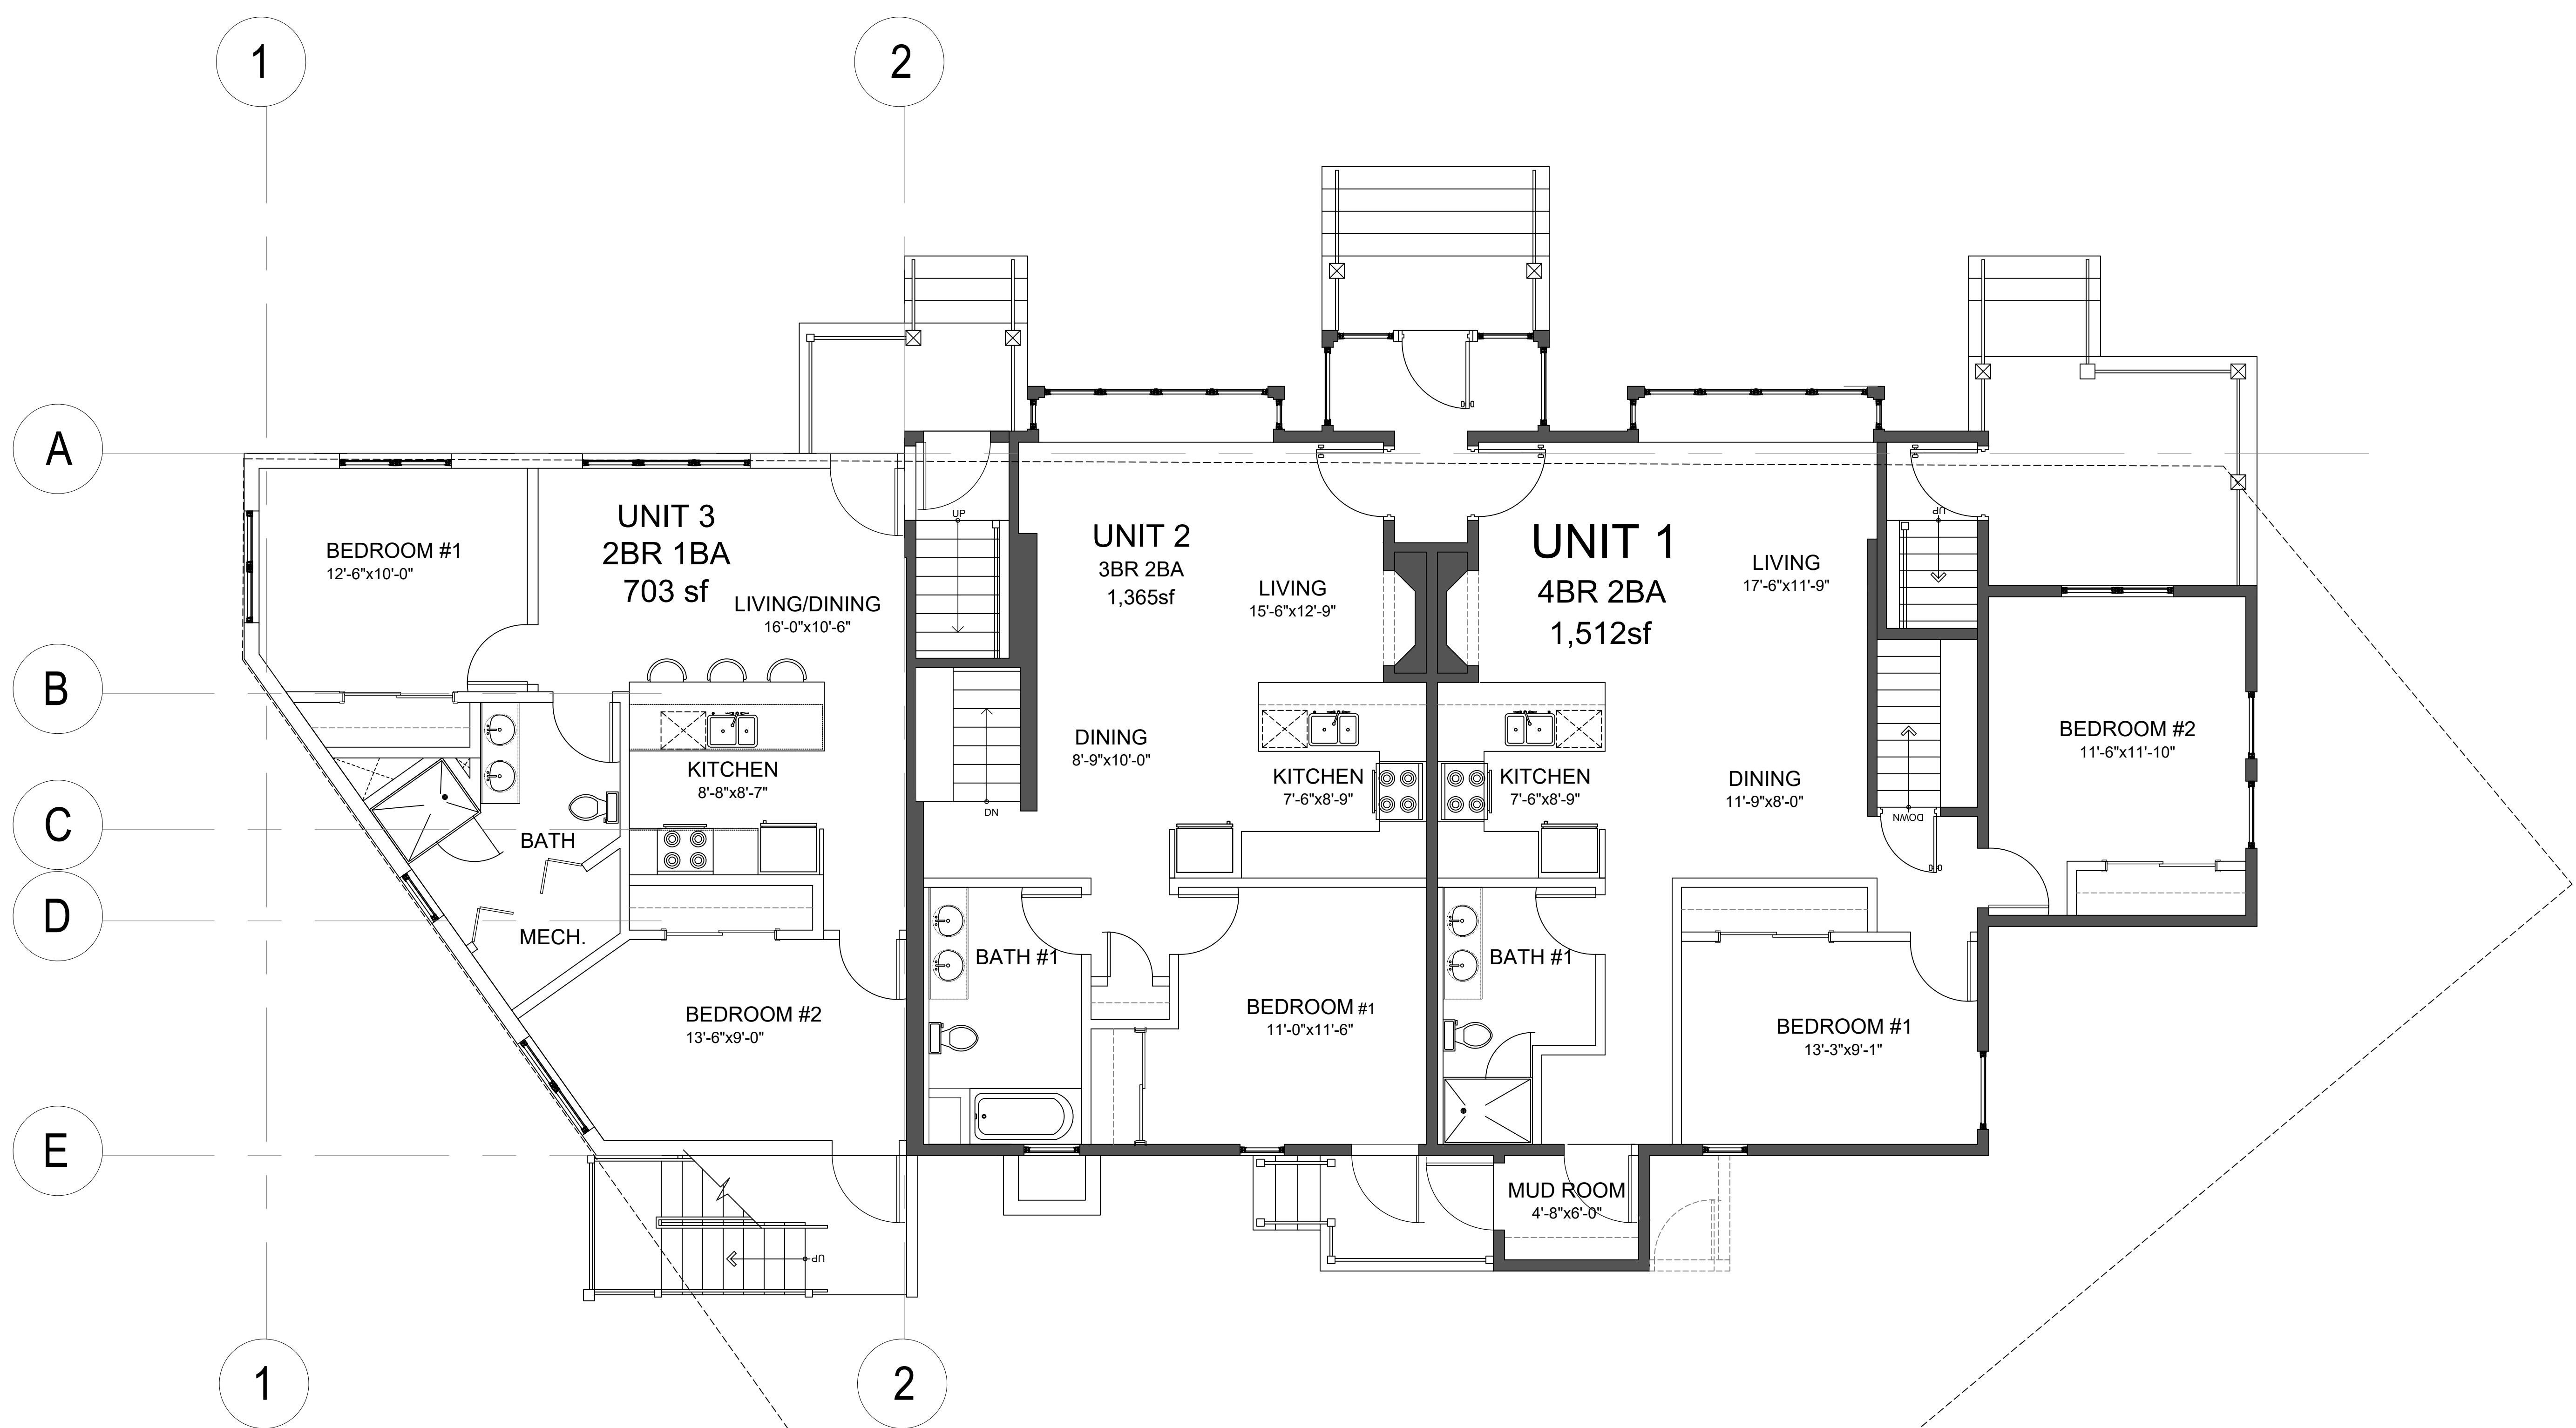 1
2
A
B
C
D
E
UNIT 3
2BR 1BA
703 sf
BEDROOM #1
12'-6"x10'-0"
LIVING/DINING
16'-0"x10'-6"
KITCHEN
8'-8"x8'-7"
BATH
MECH.
BEDROOM #2
13'-6"x9'-0"
UP
UP
DN
UNIT 2
3BR 2BA
1,365sf
LIVING
15'-6"x12'-9"
DINING
8'-9"x10'-0"
KITCHEN
7'-6"x8'-9"
BATH #1
BEDROOM #1
11'-0"x11'-6"
UNIT 1
4BR 2BA
1,512sf
LIVING
17'-6"x11'-9"
UP
KITCHEN
7'-6"x8'-9"
DINING
11'-9"x8'-0"
DOWN
BEDROOM #2
11'-6"x11'-10"
BATH #1
BEDROOM #1
13'-3"x9'-1"
MUD ROOM
4'-8"x6'-0"
1
2